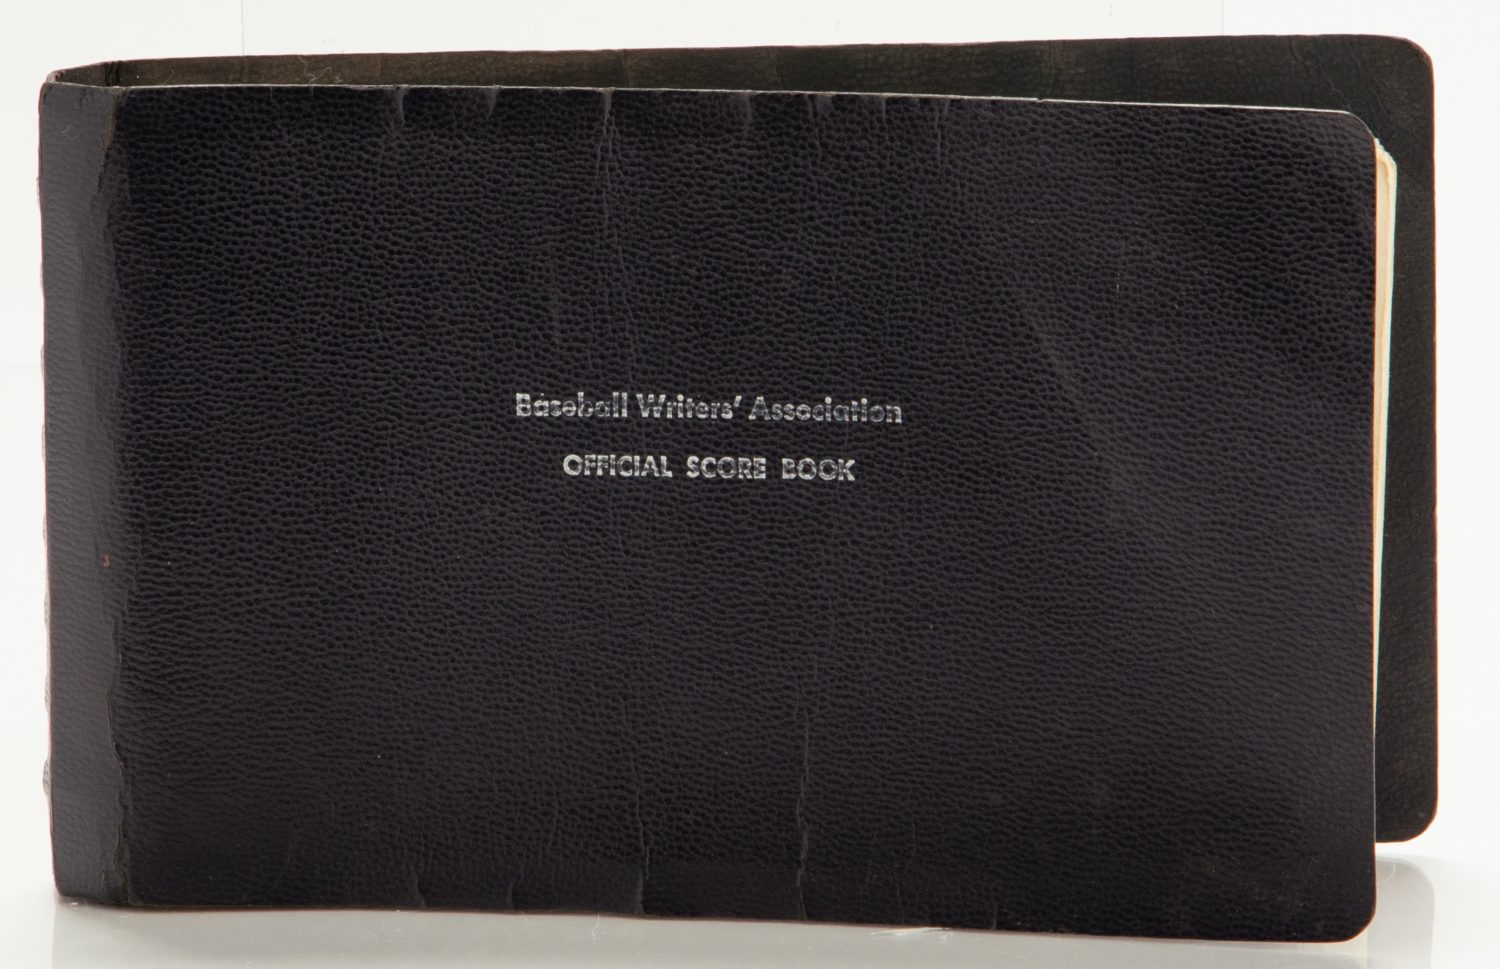 Baseball Writers' Association
OFFICIAL SCORE BOOK